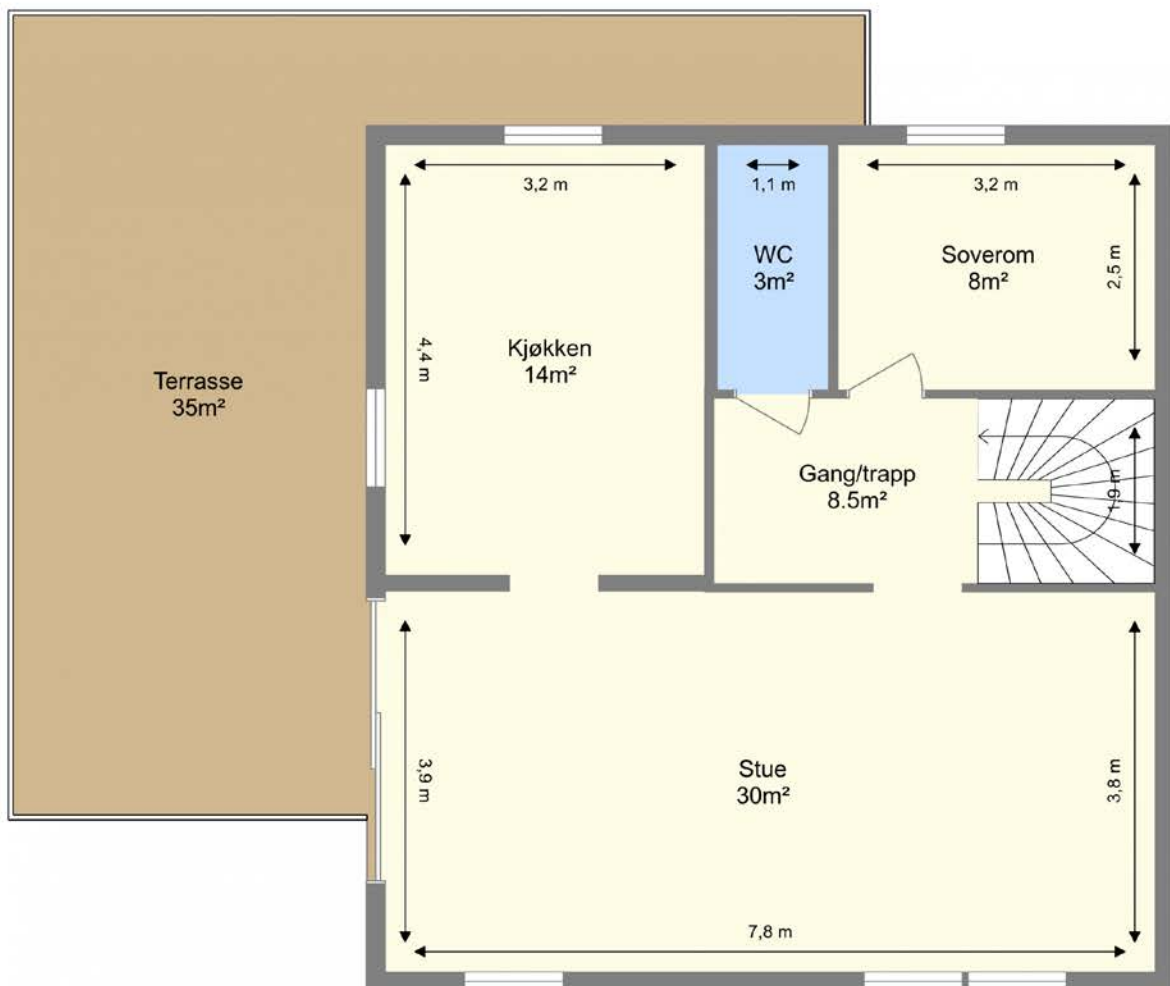 3,2 m
1,1 m
3,2 m
WC
3m²
Soverom
8m²
2,5 m
Kjøkken
14m²
4,4 m
Terrasse
35m²
Gang/trapp
8.5m²
1,9 m
3,9 m
Stue
30m²
3,8 m
7,8 m